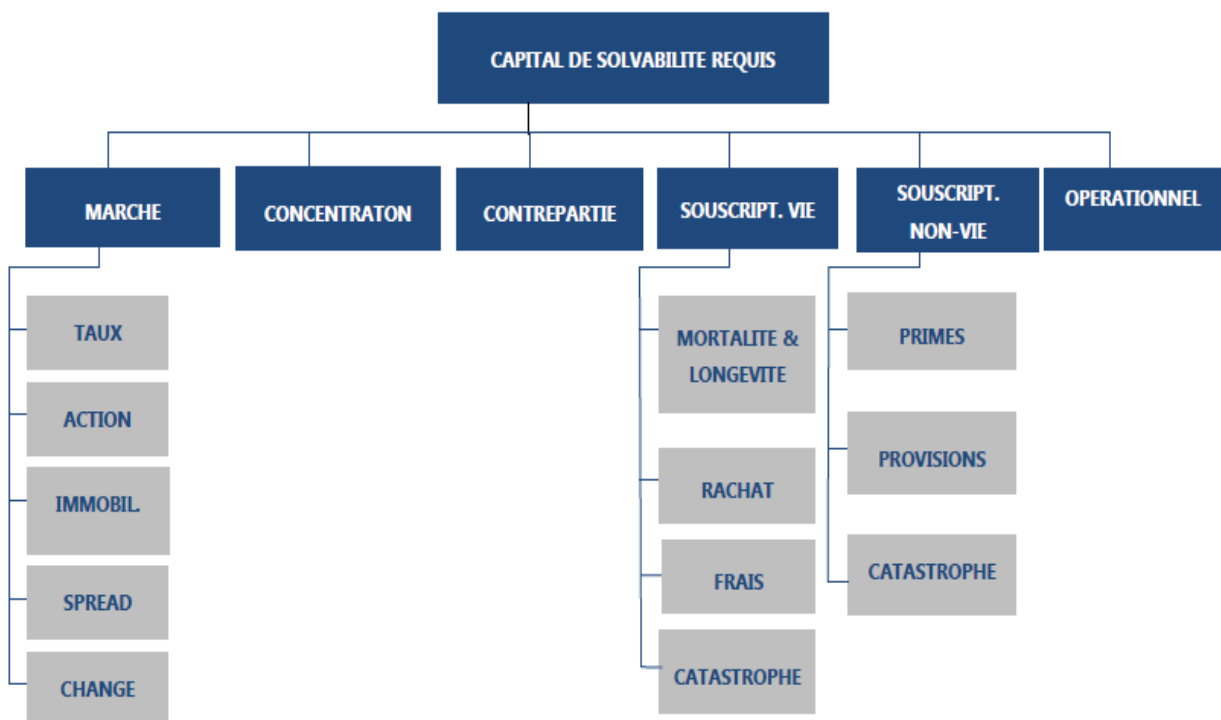 CAPITAL DE SOLVABILITE REQUIS
MARCHE
CONCENTRATON
CONTREPARTIE
SOUSCRIPT. VIE
SOUSCRIPT.
NON-VIE
OPERATIONNEL
TAUX
ACTION
IMMOBIL.
SPREAD
CHANGE
MORTALITE &
LONGEVITE
RACHAT
FRAIS
CATASTROPHE
PRIMES
PROVISIONS
CATASTROPHE